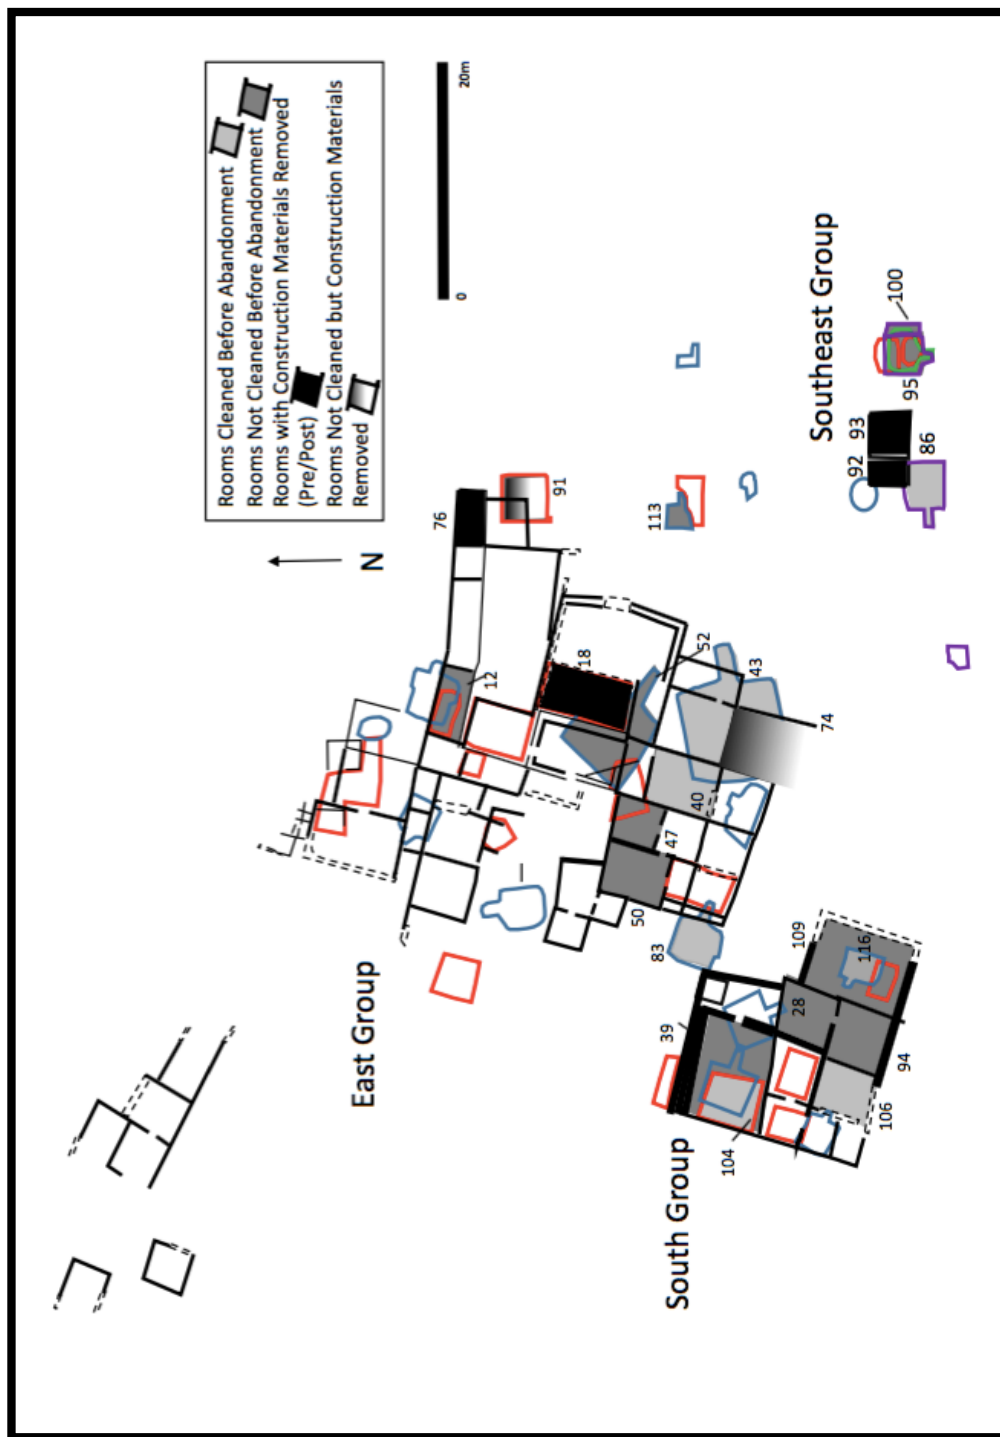 Rooms Cleaned Before Abandonment
Rooms Not Cleaned Before Abandonment
Rooms with Construction Materials Removed
(Pre/Post)
Rooms Not Cleaned but Construction Materials
Removed
0
20m
N
East Group
76
91
12
18
113
52
43
74
40
47
50
83
South Group
39
28
109
116
94
106
104
Southeast Group
100
95
93
92
86